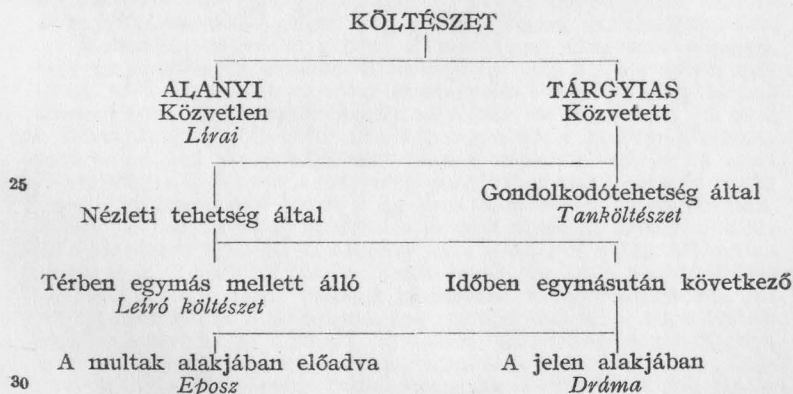 KÖLTÉSZET
ALANYI TÁRGYIAS
Közvetlen Közvetett
Lírai
25 Gondolkodótehetség által
Nézleti tehetség által Tanköltészet
Térben egymás mellett álló Időben egymásután következő
Leíró költészet
A multak alakjában előadva A jelen alakjában
30 Eposz Dráma